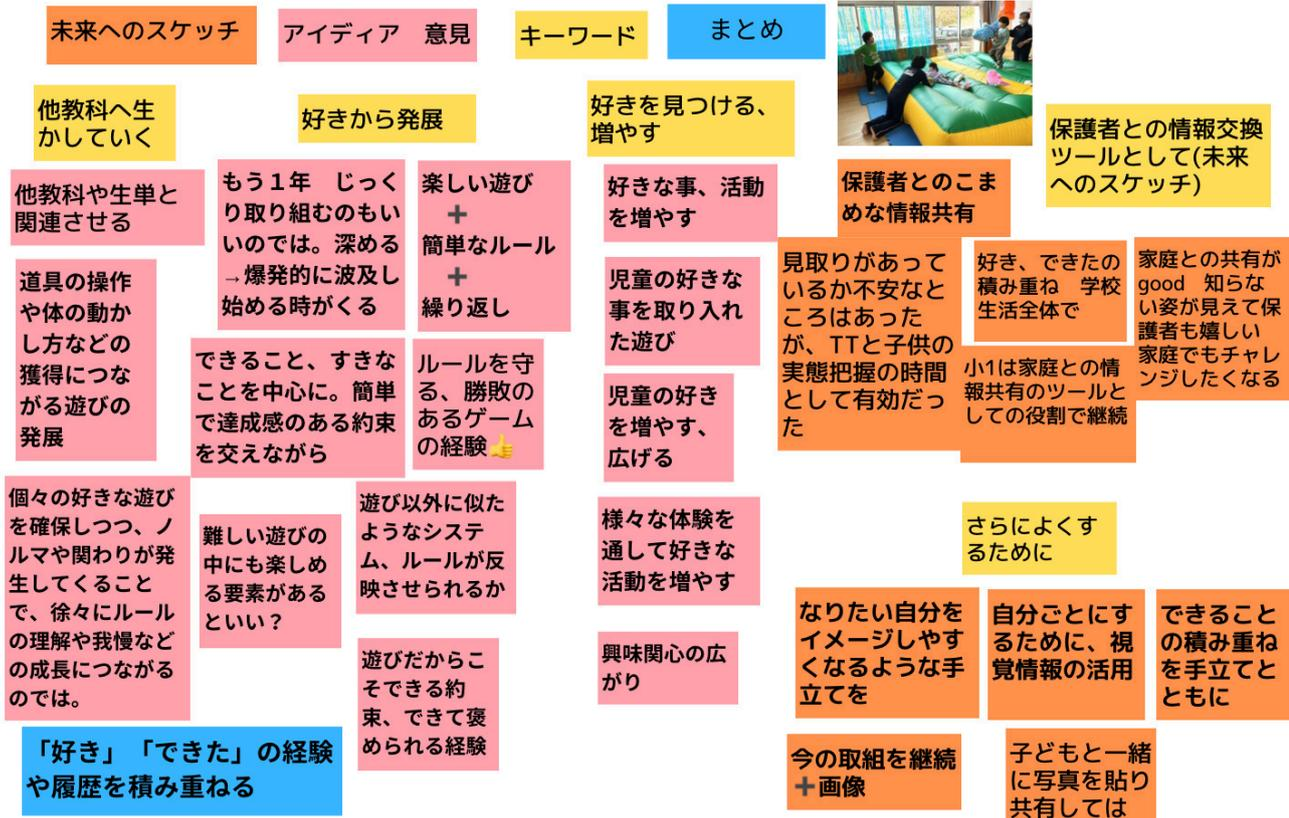 未来へのスケッチ
アイディア　意見
キーワード
まとめ
他教科へ生
かしていく
好きから発展
好きを見つける、
増やす
保護者との情報交換
ツールとして(未来
へのスケッチ)
他教科や生単と
関連させる
道具の操作
や体の動か
し方などの
獲得につな
がる遊びの
発展
個々の好きな遊び
を確保しつつ、ノ
ルマや関わりが発
生してくること
で、徐々にルール
の理解や我慢など
の成長につながる
のでは。
「好き」「できた」の経験
や履歴を積み重ねる
もう１年　じっく
り取り組むのもい
いのでは。深める
→爆発的に波及し
始める時がくる
楽しい遊び
➕
簡単なルール
➕
繰り返し
できること、すきな
ことを中心に。簡単
で達成感のある約束
を交えながら
ルールを守
る、勝敗の
あるゲーム
の経験👍
難しい遊びの
中にも楽しめ
る要素がある
といい？
遊び以外に似た
ようなシステ
ム、ルールが反
映させられるか
遊びだからこ
そできる約
束、できて褒
められる経験
好きな事、活動
を増やす
児童の好きな
事を取り入れ
た遊び
児童の好き
を増やす、
広げる
様々な体験を
通して好きな
活動を増やす
興味関心の広
がり
保護者とのこま
めな情報共有
見取りがあって
いるか不安なと
ころはあった
が、TTと子供の
実態把握の時間
として有効だっ
た
好き、できたの
積み重ね　学校
生活全体で
家庭との共有が
good　知らな
い姿が見えて保
護者も嬉しい
家庭でもチャレ
ンジしたくなる
小1は家庭との情
報共有のツールと
しての役割で継続
さらによくす
るために
なりたい自分を
イメージしやす
くなるような手
立てを
自分ごとにす
るために、視
覚情報の活用
できること
の積み重ね
を手立てと
ともに
今の取組を継続
➕画像
子どもと一緒
に写真を貼り
共有しては